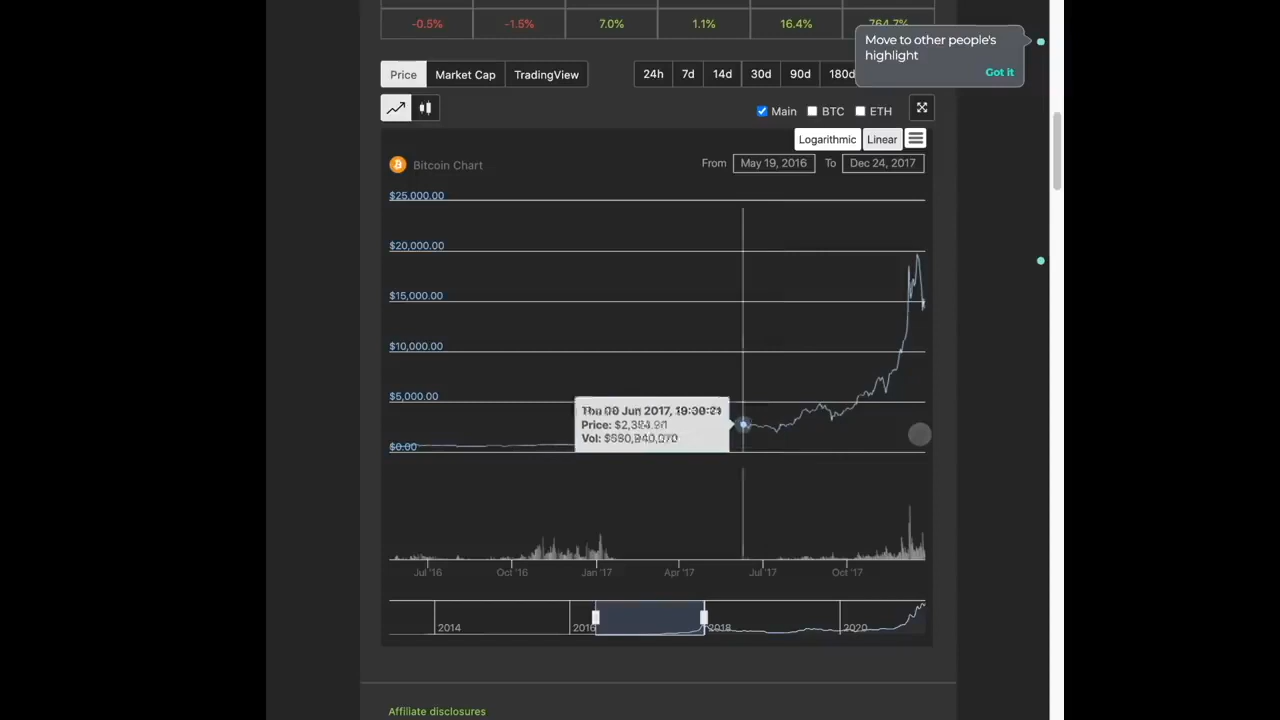 -0.5% -1.5% 7.0% 1.1% 16.4% 764.7%
Move to other people's
highlight
Got it
Price Market Cap TradingView 24h 7d 14d 30d 90d 180d
Main BTC ETH
Logarithmic Linear
Bitcoin Chart From May 19, 2016 To Dec 24, 2017
$25,000.00
$20,000.00
$15,000.00
$10,000.00
$5,000.00
Jun 2017,
Price:
Vol:
$0.00
Jul '16 Oct '16 Jan '17 Apr '17 Jul '17 Oct '17
2014 2016 2018 2020
Affiliate disclosures